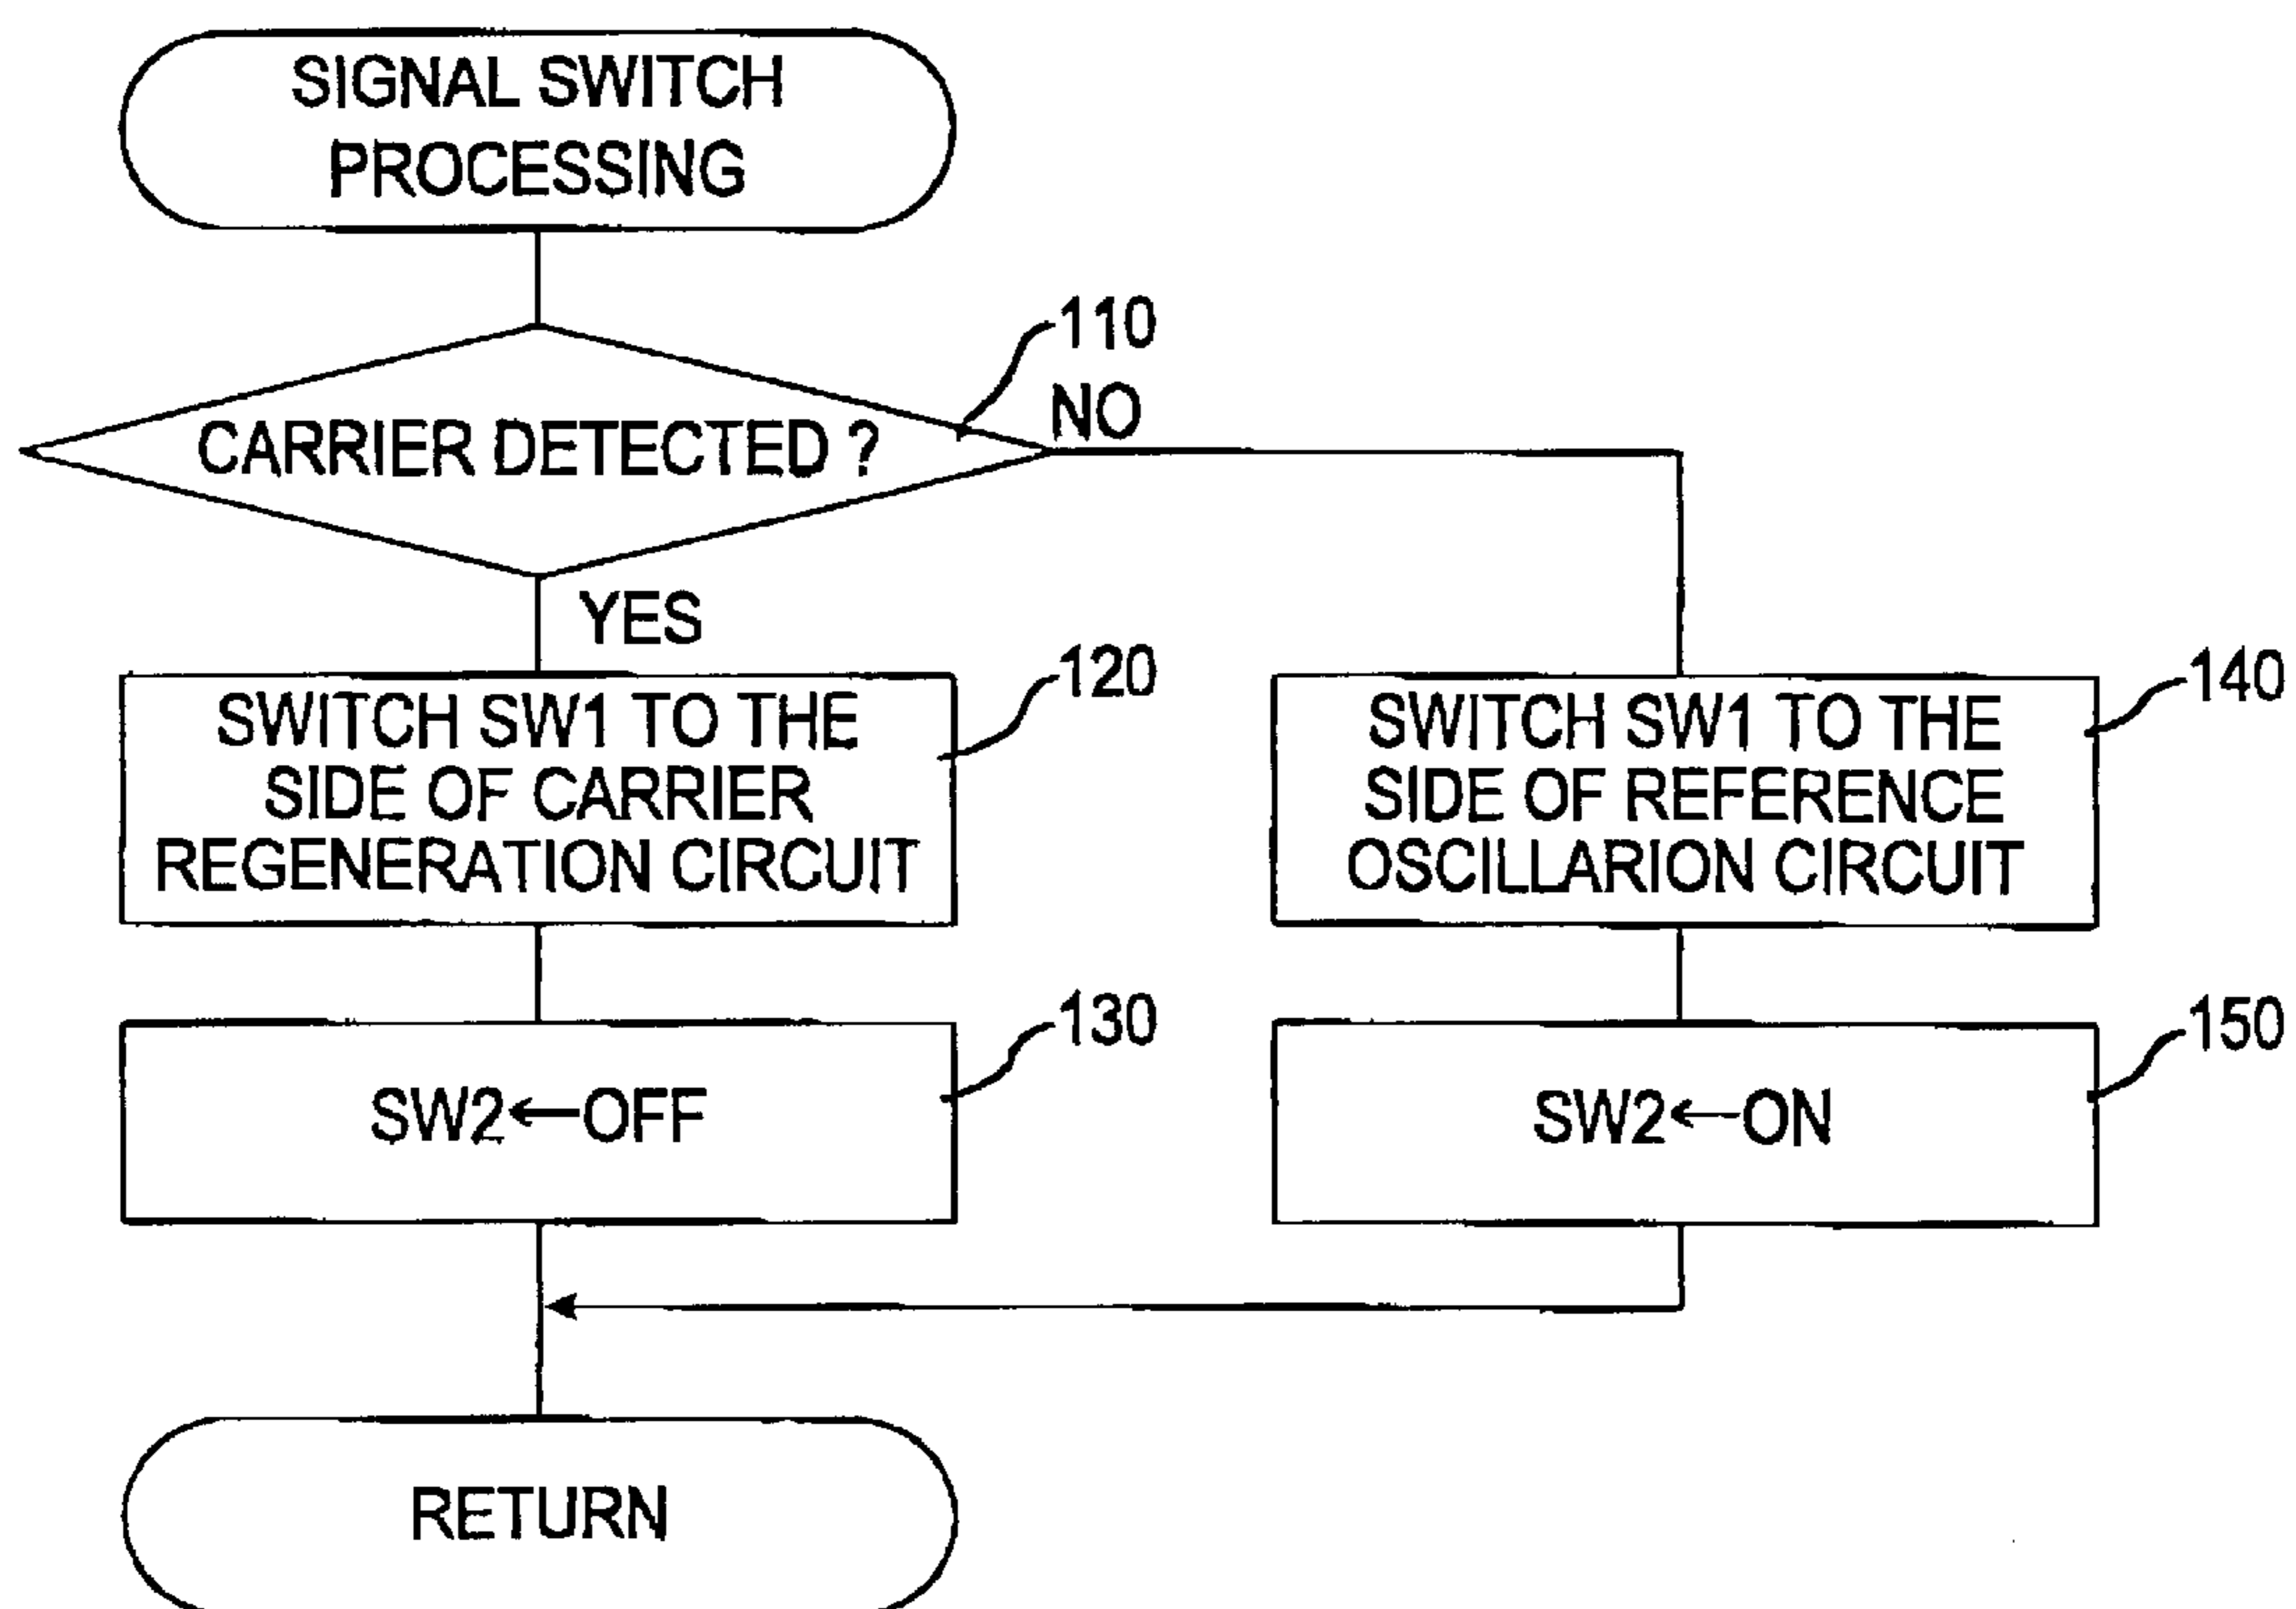 SIGNAL SWITCH
PROCESSING
110
CARRIER DETECTED ?
NO
YES
120
SWITCH SW1 TO THE
SIDE OF CARRIER
REGENERATION CIRCUIT
140
SWITCH SW1 TO THE
SIDE OF REFERENCE
OSCILLARION CIRCUIT
130
SW2←OFF
150
SW2←ON
RETURN